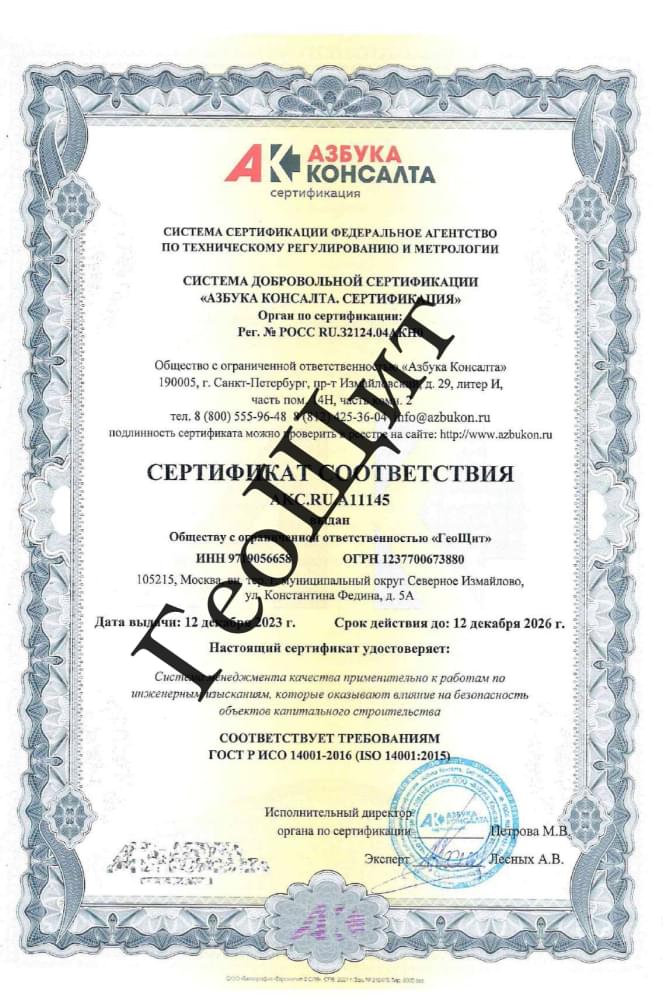 АЗБУКА
КОНСАЛТА
сертификация
СИСТЕМА СЕРТИФИКАЦИИ ФЕДЕРАЛЬНОЕ АГЕНТСТВО
ПО ТЕХНИЧЕСКОМУ РЕГУЛИРОВАНИЮ И МЕТРОЛОГИИ
СИСТЕМА ДОБРОВОЛЬНОЙ СЕРТИФИКАЦИИ
«АЗБУКА КОНСАЛТА. СЕРТИФИКАЦИЯ»
Орган по сертификации:
Рег. № РОСС RU.32124.04АКН0
Общество с ограниченной ответственностью «Азбука Консалта»
190005, г. Санкт-Петербург, пр-т Измайловский, д. 29, литер И,
часть пом. 14Н, часть комн. 2
тел. 8 (800) 555-96-48 8 (812) 425-36-04 info@azbukon.ru
подлинность сертификата можно проверить в реестре на сайте: http://www.azbukon.ru
СЕРТИФИКАТ СООТВЕТСТВИЯ
АКС.RU.А11145
выдан
Обществу с ограниченной ответственностью «ГеоЩит»
ИНН ОГРН 1237700673880
105215, Москва, вн. тер. г. муниципальный округ Северное Измайлово,
ул. Константина Федина, д. 5А
Дата выдачи: 12 декабря 2023 г. Срок действия до: 12 декабря 2026 г.
Настоящий сертификат удостоверяет:
Система менеджмента качества применительно к работам по
инженерным изысканиям, которые оказывают влияние на безопасность
объектов капитального строительства
СООТВЕТСТВУЕТ ТРЕБОВАНИЯМ
ГОСТ Р ИСО 14001-2016 (ISO 14001:2015)
Исполнительный директор
органа по сертификации Петрова М.В.
Эксперт Лесных А.В.
АЗБУКА
КОНСАЛТА
ГеоЩит